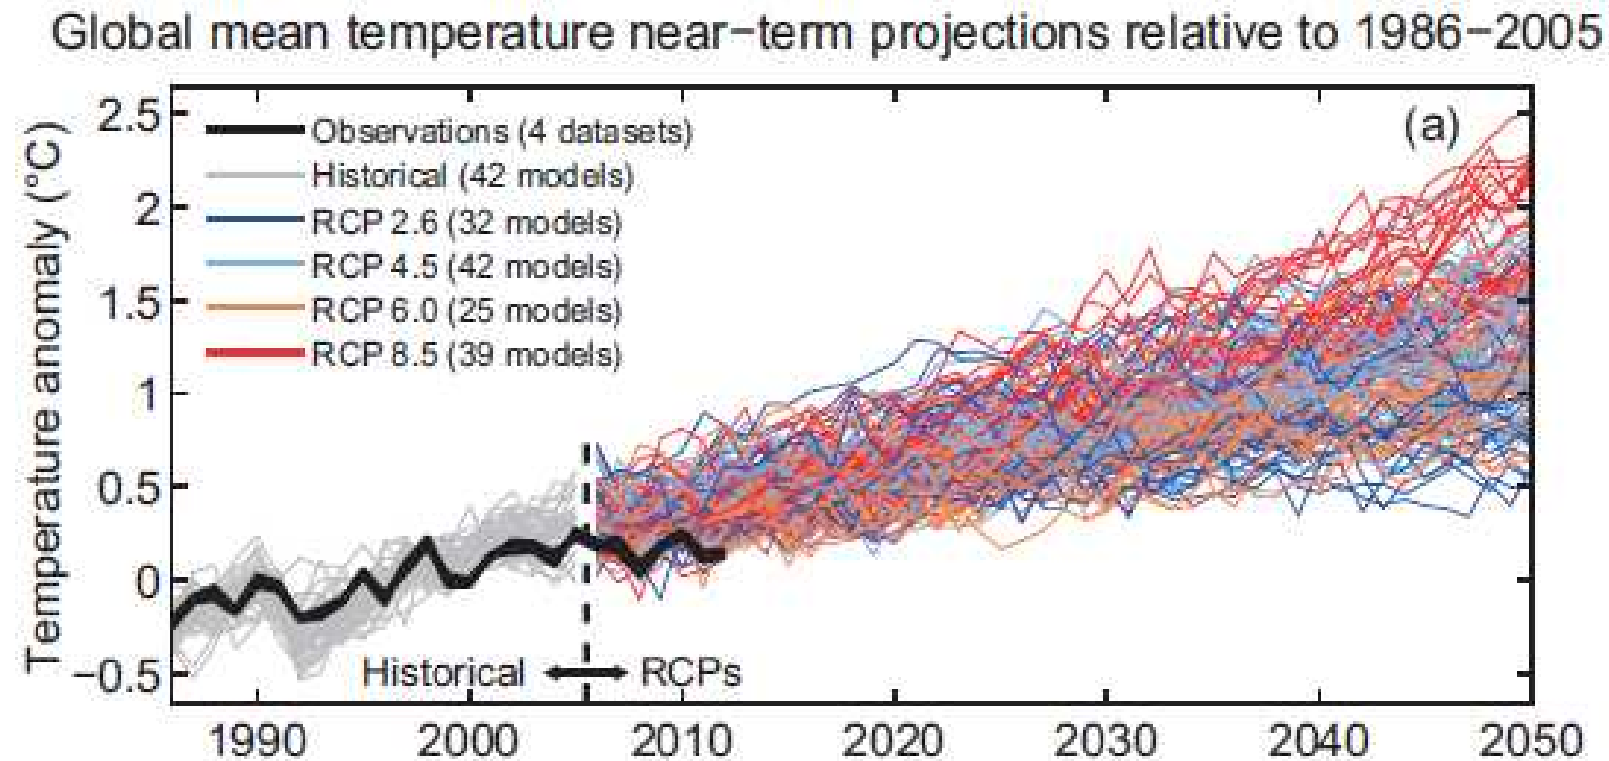 Global mean temperature near−term projections relative to 1986−2005
Temperature anomaly (°C)
2.5
2
1.5
1
0.5
0
−0.5
(a)
Observations (4 datasets)
Historical (42 models)
RCP 2.6 (32 models)
RCP 4.5 (42 models)
RCP 6.0 (25 models)
RCP 8.5 (39 models)
Historical RCPs
1990 2000 2010 2020 2030 2040 2050